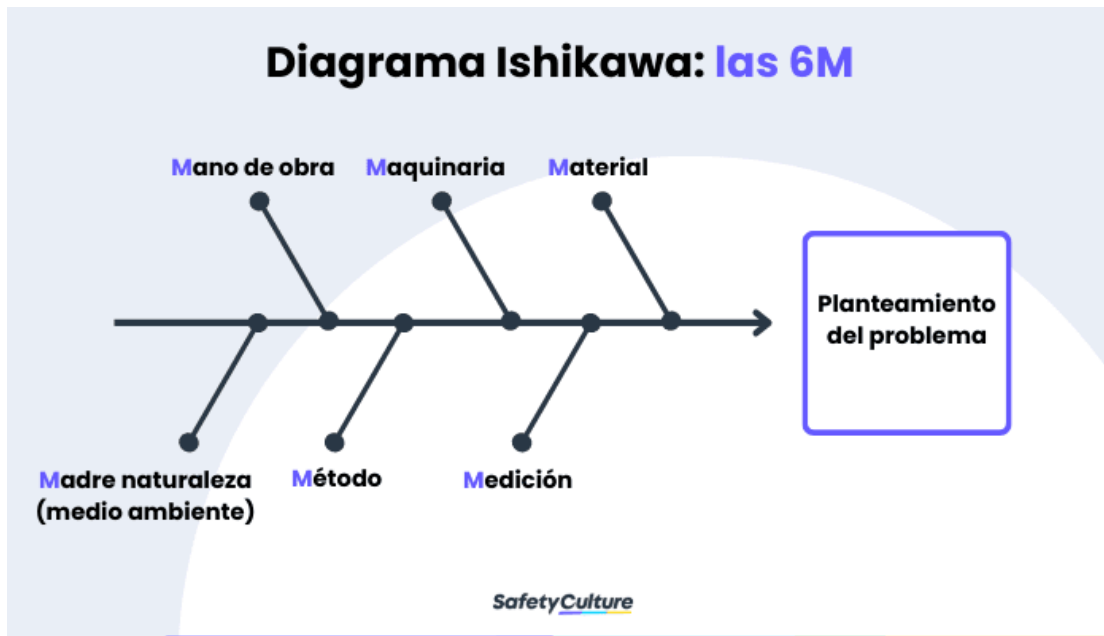 Diagrama Ishikawa: las 6M
Mano de obra
Maquinaria
Material
Planteamiento
del problema
Madre naturaleza
(medio ambiente)
Método
Medición
SafetyCulture